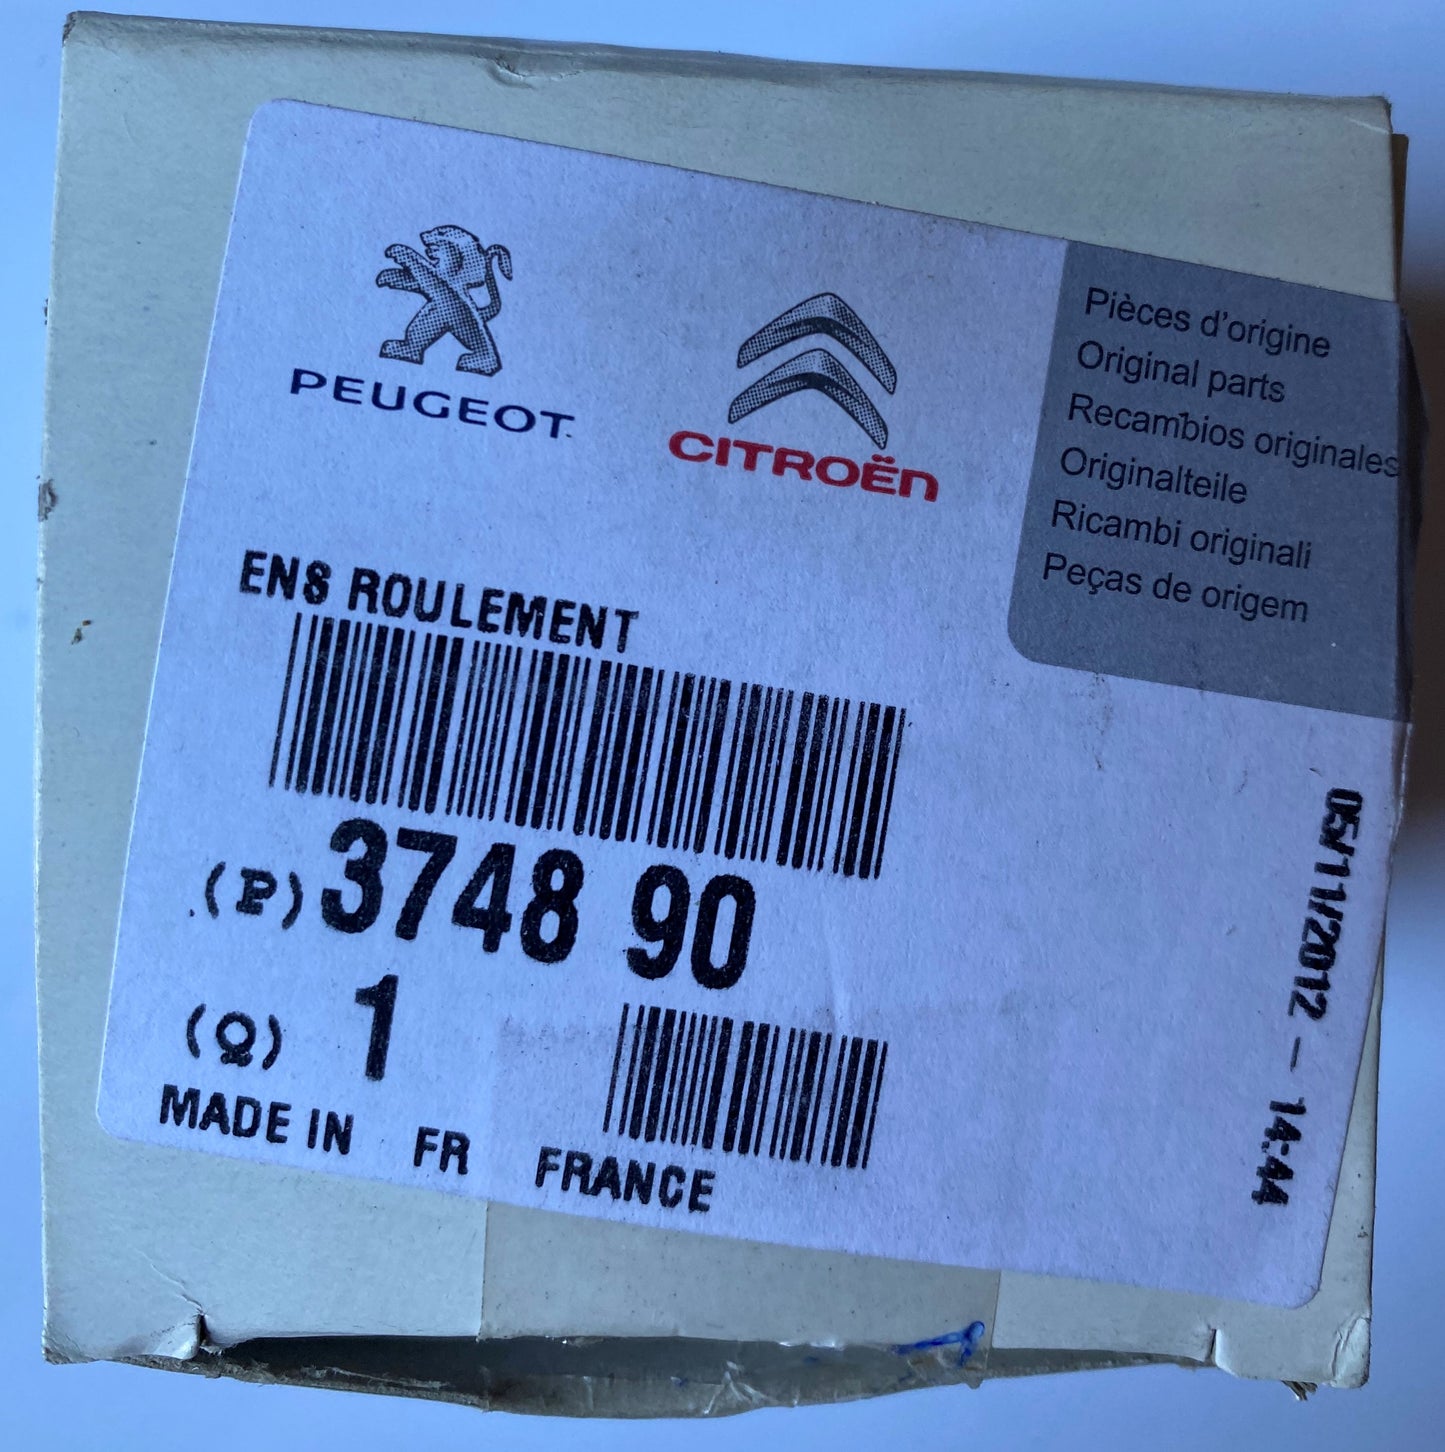 PEUGEOT
CITROËN
Pièces d'origine
Original parts
Recambios originales
Originalteile
Ricambi originali
Peças de origem
ENS ROULEMENT
(P) 3748 90
(Q) 1
MADE IN FR FRANCE
05/11/2012 – 14:44